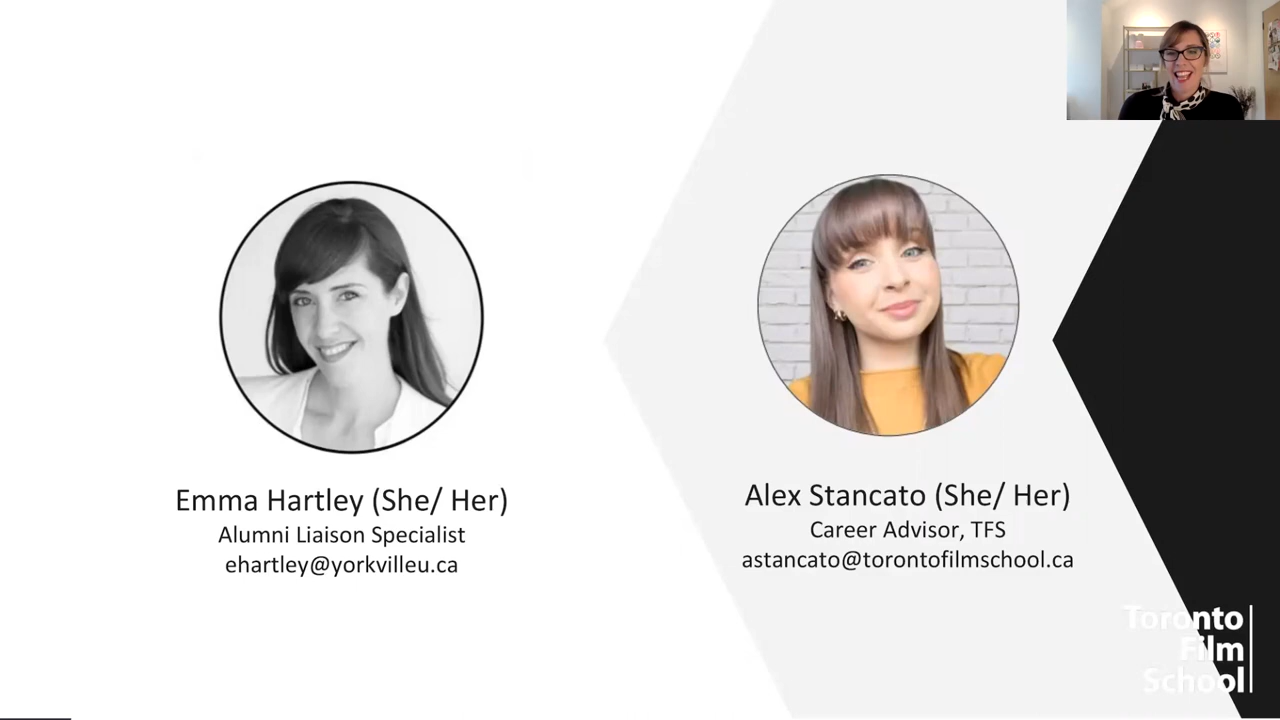 Emma Hartley (She/ Her)
Alumni Liaison Specialist
ehartley@yorkvilleu.ca
Alex Stancato (She/ Her)
Career Advisor, TFS
astancato@torontofilmschool.ca
Toronto
Film
School